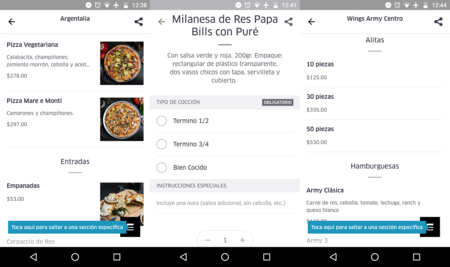 12:38
Argentalia
Pizza Vegetariana
Calabacita, champiñones,
pimiento morrón, cebolla y aceit...
$278.00
Pizza Mare e Monti
Camarones y champiñones.
$297.00
Entradas
Empanadas
$53.00
Toca aquí para saltar a una sección específica
Carpaccio de Res
12:41
Milanesa de Res Papa
Bills con Puré
Con salsa verde y roja. 200gr. Empaque:
rectangular de plástico transparente,
dos vasos chicos con tapa, servilleta y
cubierto.
TIPO DE COCCIÓN
OBLIGATORIO
Termino 1/2
Termino 3/4
Bien Cocido
INSTRUCCIONES ESPECIALES
Incluye una nota (salsa adicional, sin cebolla, etc.)
1
12:44
Wings Army Centro
Alitas
10 piezas
$125.00
30 piezas
$335.00
50 piezas
$530.00
Hamburguesas
Army Clásica
Carne de res, cebolla, tomate, lechuga, ranch y
queso blanco
Toca aquí para saltar a una sección específica
Army 3